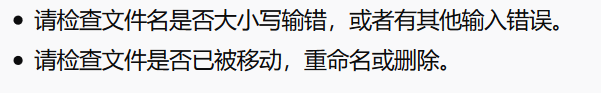 • 请检查文件名是否大小写输错，或者有其他输入错误。
• 请检查文件是否已被移动，重命名或删除。